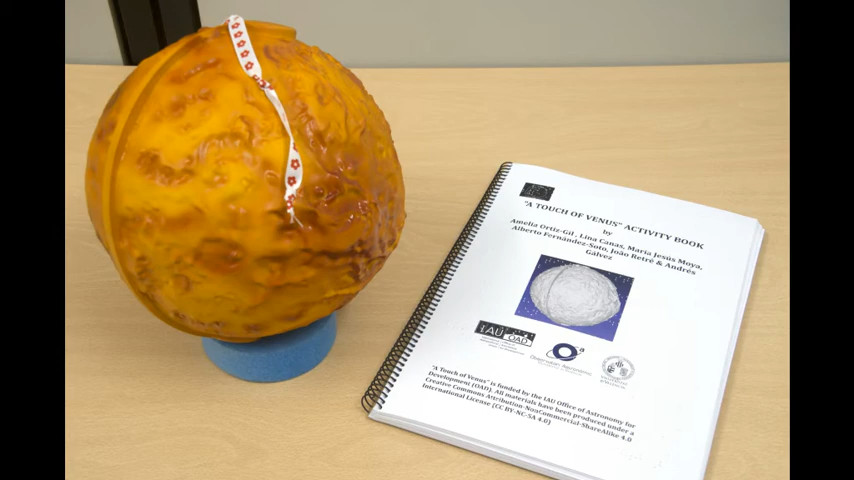 "A TOUCH OF VENUS" ACTIVITY BOOK
by
Amelia Ortiz-Gil, Lina Canas, Maria Jesús Moya,
Alberto Fernández-Soto, João Retrê & Andrés
Gálvez
IAU OAD
"A Touch of Venus" is funded by the IAU Office of Astronomy for
Development (OAD). All materials have been produced under a
Creative Commons Attribution-NonCommercial-ShareAlike 4.0
International License [CC BY-NC-SA 4.0]